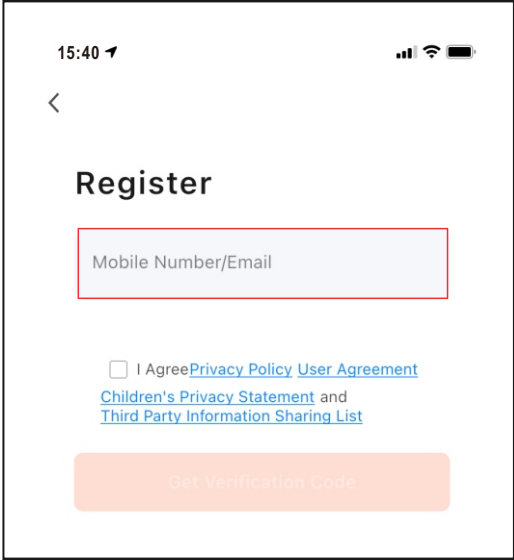 15:40
Register
Mobile Number/Email
I AgreePrivacy Policy User Agreement
Children's Privacy Statement and
Third Party Information Sharing List
Get Verification Code